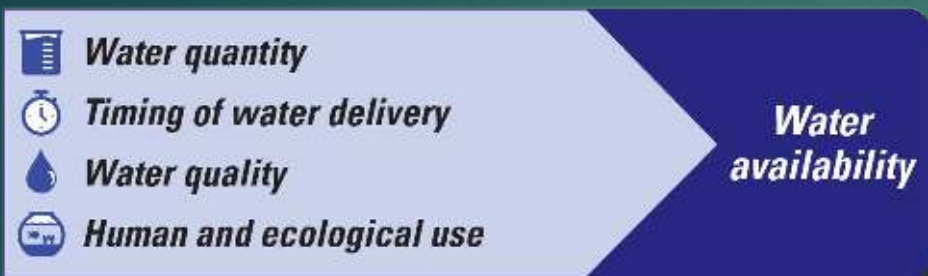 Water quantity
Timing of water delivery
Water quality
Human and ecological use
Water
availability